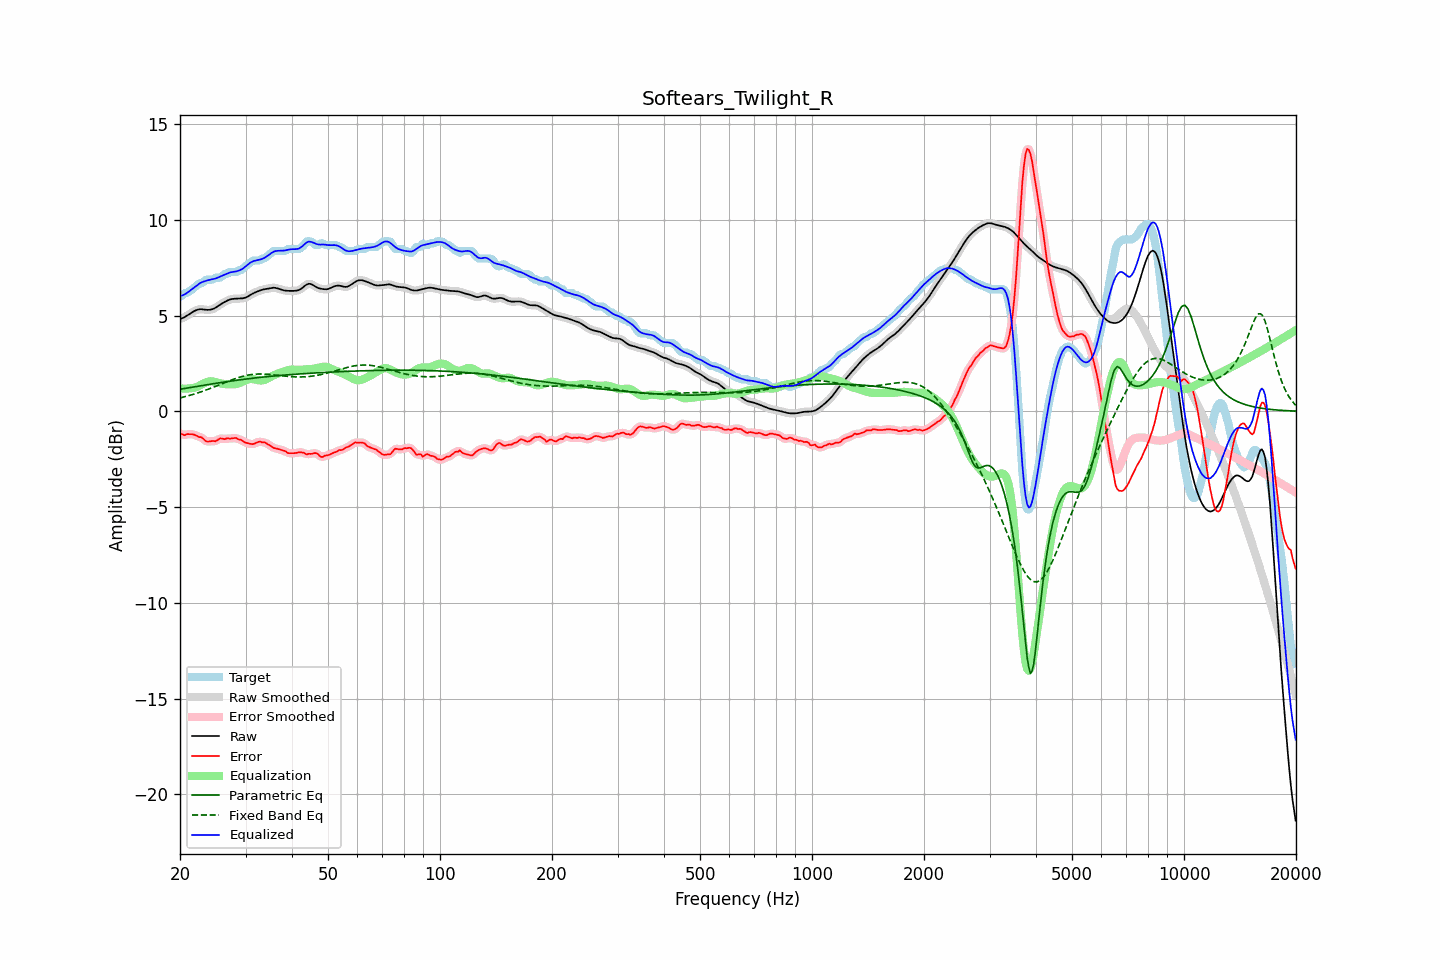 Softears_Twilight_R
Amplitude (dBr)
15
10
5
0
−5
−10
−15
−20
Target
Raw Smoothed
Error Smoothed
Raw
Error
Equalization
Parametric Eq
Fixed Band Eq
Equalized
20 50 100 200 500 1000 2000 5000 10000 20000
Frequency (Hz)